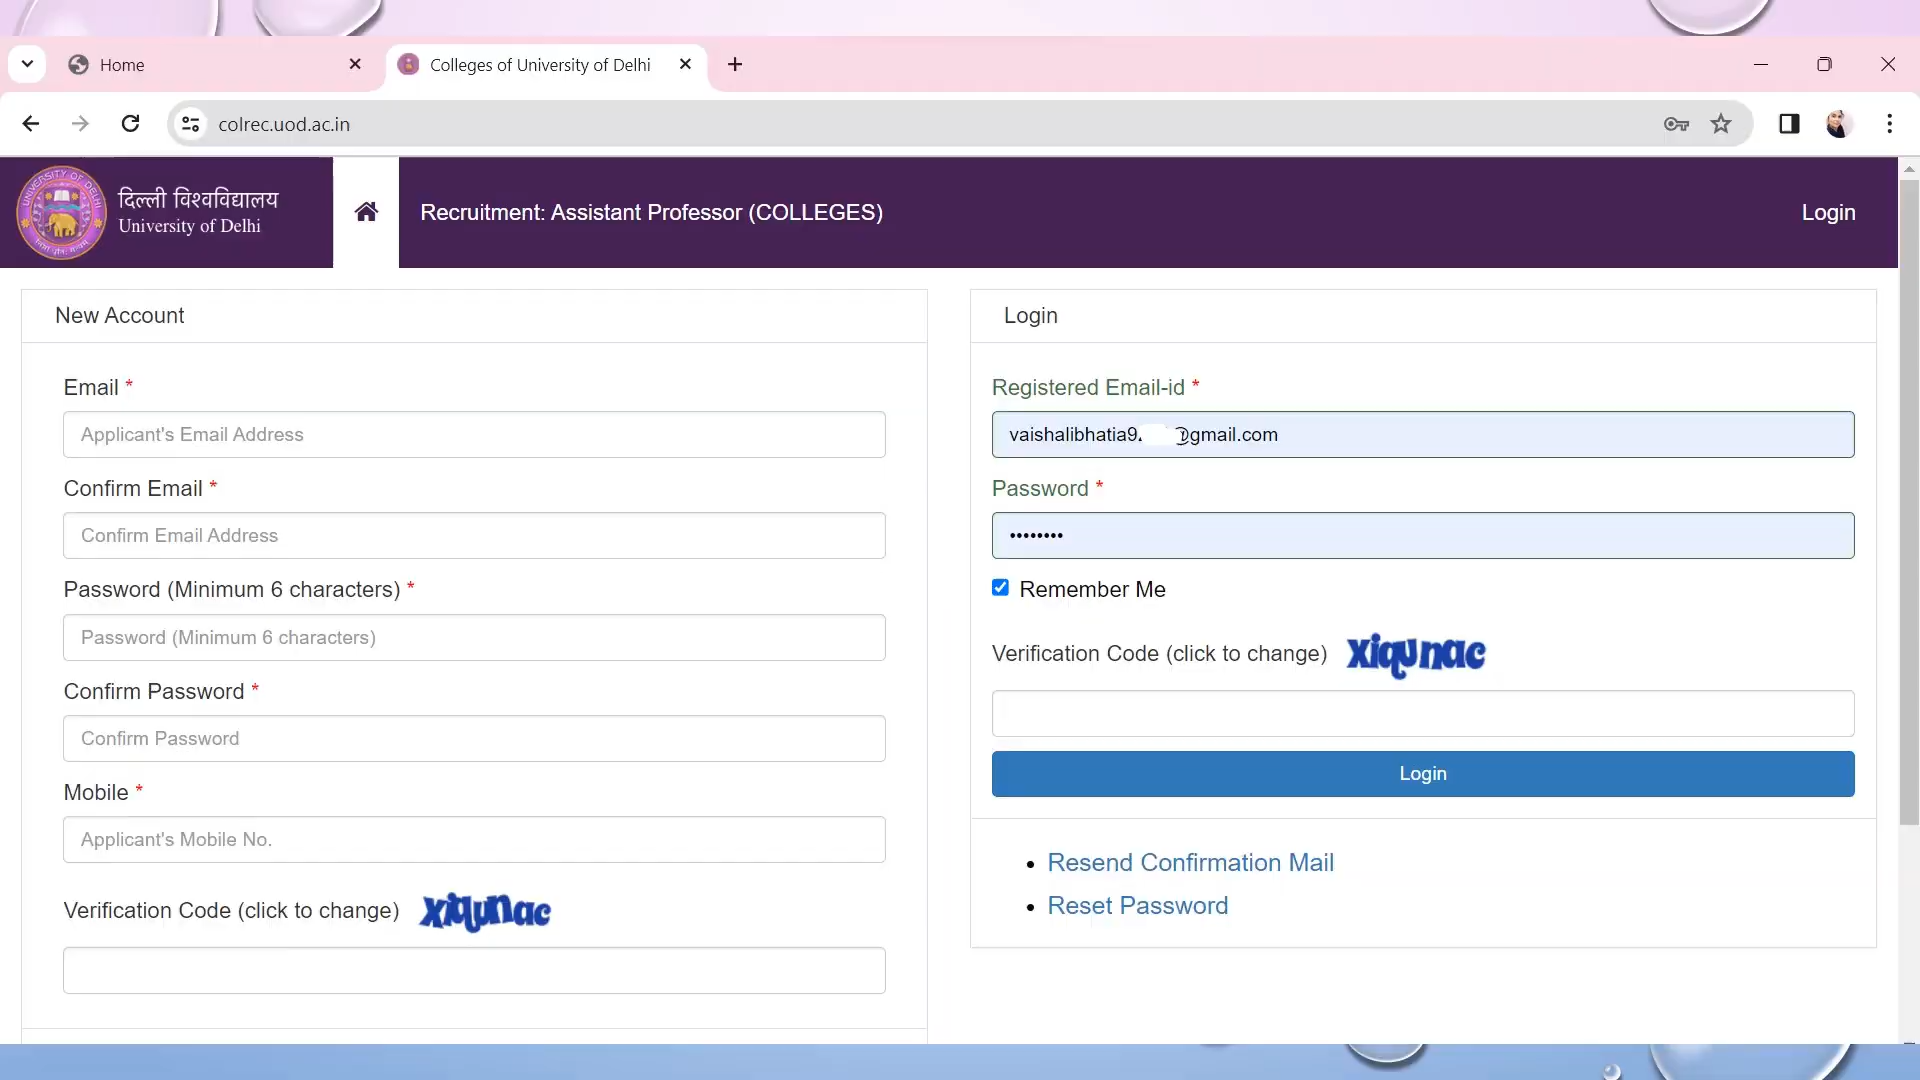 Home
Colleges of University of Delhi
colrec.uod.ac.in
दिल्ली विश्वविद्यालय
University of Delhi
Recruitment: Assistant Professor (COLLEGES)
Login
New Account
Email *
Applicant's Email Address
Confirm Email *
Confirm Email Address
Password (Minimum 6 characters) *
Password (Minimum 6 characters)
Confirm Password *
Confirm Password
Mobile *
Applicant's Mobile No.
Verification Code (click to change) xiqunac
Login
Registered Email-id *
vaishalibhatia9 @gmail.com
Password *
••••••••
Remember Me
Verification Code (click to change) xiqunac
Login
Resend Confirmation Mail
Reset Password